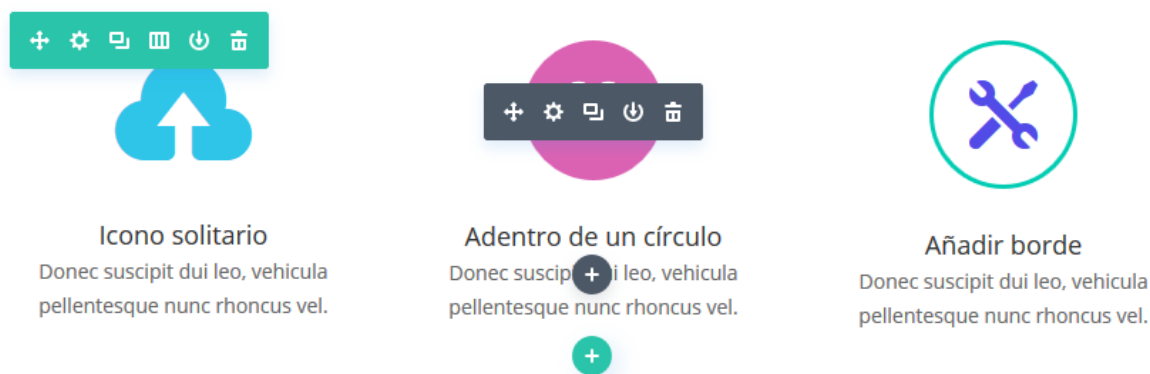 Icono solitario
Donec suscipit dui leo, vehicula
pellentesque nunc rhoncus vel.
Adentro de un círculo
Donec suscip i leo, vehicula
pellentesque nunc rhoncus vel.
Añadir borde
Donec suscipit dui leo, vehicula
pellentesque nunc rhoncus vel.